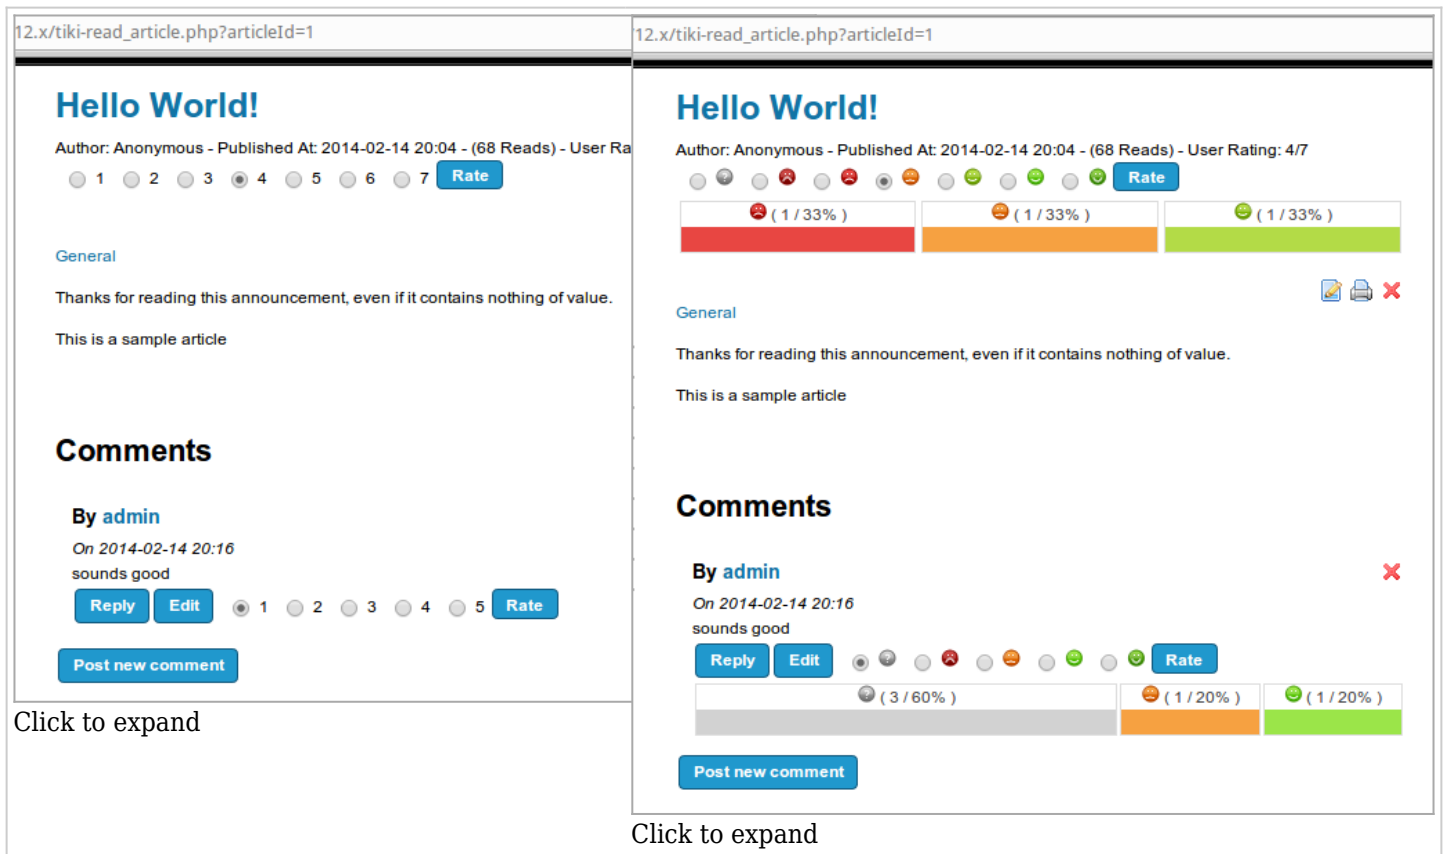 12.x/tiki-read_article.php?articleId=1
Hello World!
Author: Anonymous - Published At: 2014-02-14 20:04 - (68 Reads) - User Ra
1 2 3 4 5 6 7 Rate
General
Thanks for reading this announcement, even if it contains nothing of value.
This is a sample article
Comments
By admin
On 2014-02-14 20:16
sounds good
Reply Edit 1 2 3 4 5 Rate
Post new comment
Click to expand
12.x/tiki-read_article.php?articleId=1
Hello World!
Author: Anonymous - Published At: 2014-02-14 20:04 - (68 Reads) - User Rating: 4/7
Rate
( 1 / 33% ) ( 1 / 33% ) ( 1 / 33% )
General
Thanks for reading this announcement, even if it contains nothing of value.
This is a sample article
Comments
By admin
On 2014-02-14 20:16
sounds good
Reply Edit Rate
( 3 / 60% ) ( 1 / 20% ) ( 1 / 20% )
Post new comment
Click to expand